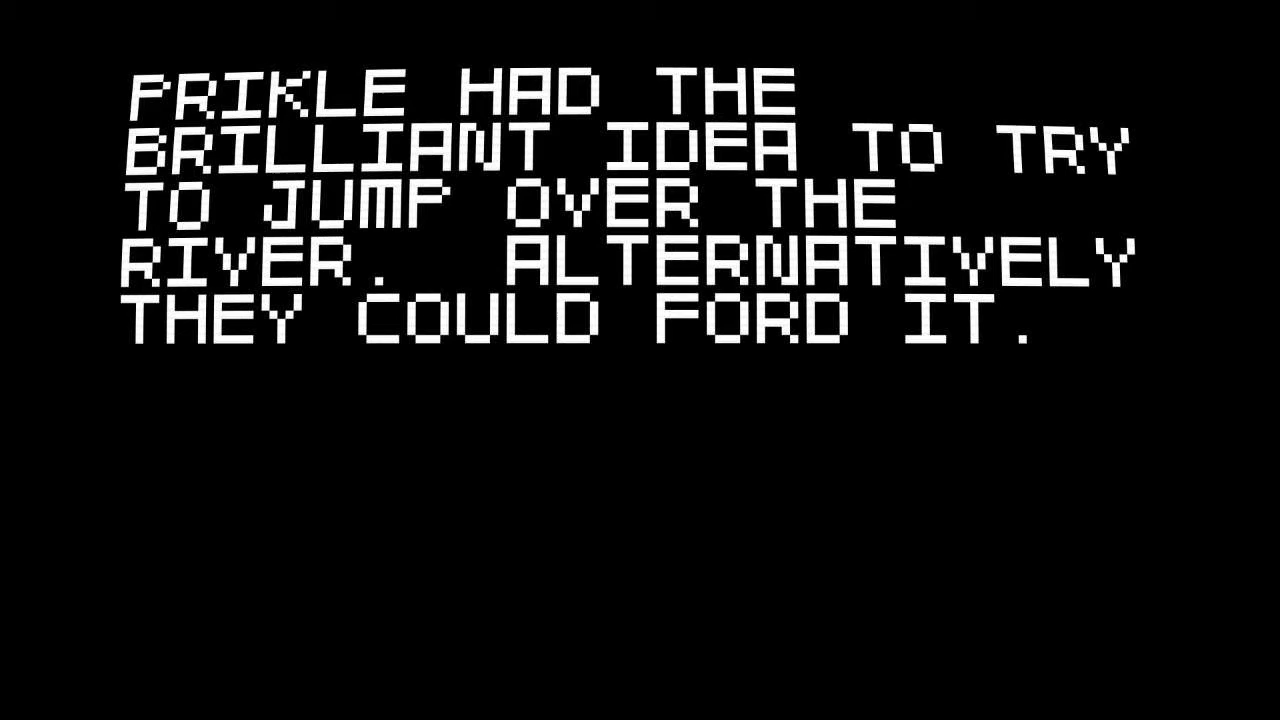 PRIKLE HAD THE
BRILLIANT IDEA TO TRY
TO JUMP OVER THE
RIVER.  ALTERNATIVELY
THEY COULD FORD IT.